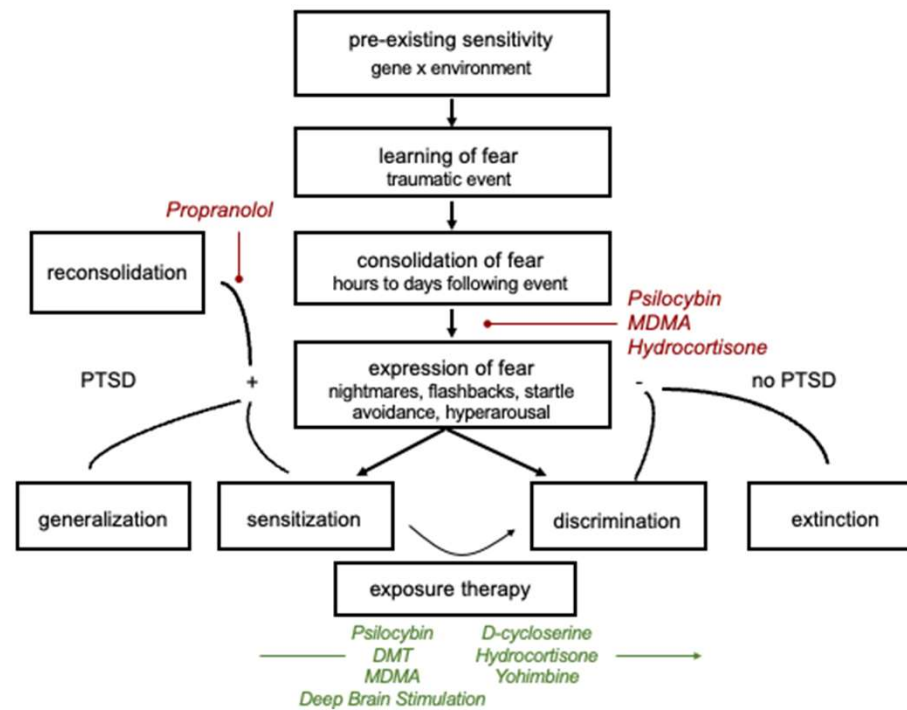 pre-existing sensitivity
gene x environment
learning of fear
traumatic event
Propranolol
reconsolidation
consolidation of fear
hours to days following event
Psilocybin
MDMA
Hydrocortisone
PTSD
+
expression of fear
nightmares, flashbacks, startle
avoidance, hyperarousal
-
no PTSD
generalization
sensitization
discrimination
extinction
exposure therapy
Psilocybin
DMT
MDMA
Deep Brain Stimulation
D-cycloserine
Hydrocortisone
Yohimbine